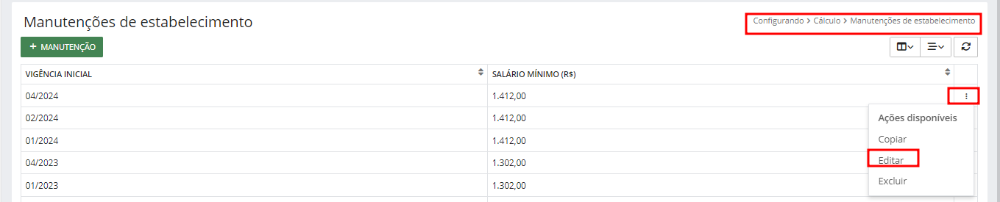 Manutenções de estabelecimento
Configurando > Cálculo > Manutenções de estabelecimento
+ MANUTENÇÃO
VIGÊNCIA INICIAL SALÁRIO MÍNIMO (R$)
04/2024 1.412,00
02/2024 1.412,00
01/2024 1.412,00
04/2023 1.302,00
01/2023 1.302,00
Ações disponíveis
Copiar
Editar
Excluir